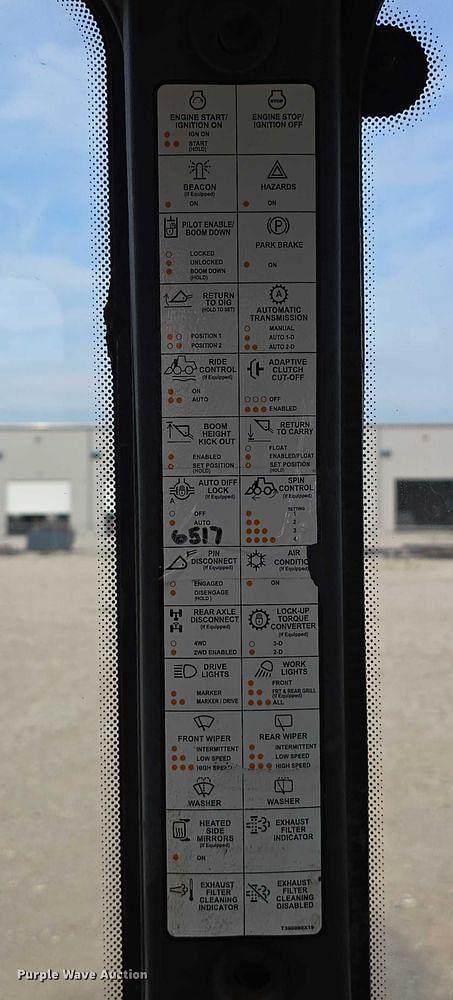 ENGINE START/
IGNITION ON
IGN ON
START
(HOLD)
STOP
ENGINE STOP/
IGNITION OFF
BEACON
(If Equipped)
ON
HAZARDS
ON
PILOT ENABLE/
BOOM DOWN
LOCKED
UNLOCKED
BOOM DOWN
(HOLD)
P
PARK BRAKE
ON
RETURN
TO DIG
(HOLD TO SET)
POSITION 1
POSITION 2
A
AUTOMATIC
TRANSMISSION
MANUAL
AUTO 1-D
AUTO 2-D
RIDE
CONTROL
(If Equipped)
ON
AUTO
ADAPTIVE
CLUTCH
CUT-OFF
OFF
ENABLED
BOOM
HEIGHT
KICK OUT
ENABLED
SET POSITION
(HOLD)
RETURN
TO CARRY
FLOAT
ENABLED/FLOAT
SET POSITION
(HOLD)
A
AUTO DIFF
LOCK
(If Equipped)
OFF
AUTO
6517
SPIN
CONTROL
(If Equipped)
SETTING
4
PIN
DISCONNECT
(If Equipped)
ENGAGED
DISENGAGE
(HOLD)
AIR
CONDITIO
(If Equipped)
ON
REAR AXLE
DISCONNECT
(If Equipped)
4WD
2WD ENABLED
LOCK-UP
TORQUE
CONVERTER
(If Equipped)
3-D
2-D
DRIVE
LIGHTS
MARKER
MARKER / DRIVE
WORK
LIGHTS
FRONT
FRT & REAR GRILL
(If Equipped)
ALL
FRONT WIPER
INTERMITTENT
LOW SPEED
HIGH SPEED
REAR WIPER
INTERMITTENT
LOW SPEED
HIGH SPEED
WASHER
WASHER
HEATED
SIDE
MIRRORS
(If Equipped)
ON
EXHAUST
FILTER
INDICATOR
EXHAUST
FILTER
CLEANING
INDICATOR
EXHAUST
FILTER
CLEANING
DISABLED
Purple Wave Auction